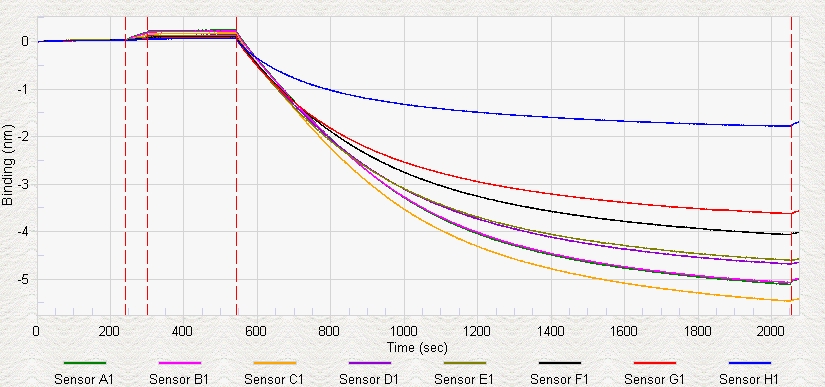 0
-1
-2
-3
-4
-5
Binding (nm)
0 200 400 600 800 1000 1200 1400 1600 1800 2000
Time (sec)
Sensor A1 Sensor B1 Sensor C1 Sensor D1 Sensor E1 Sensor F1 Sensor G1 Sensor H1